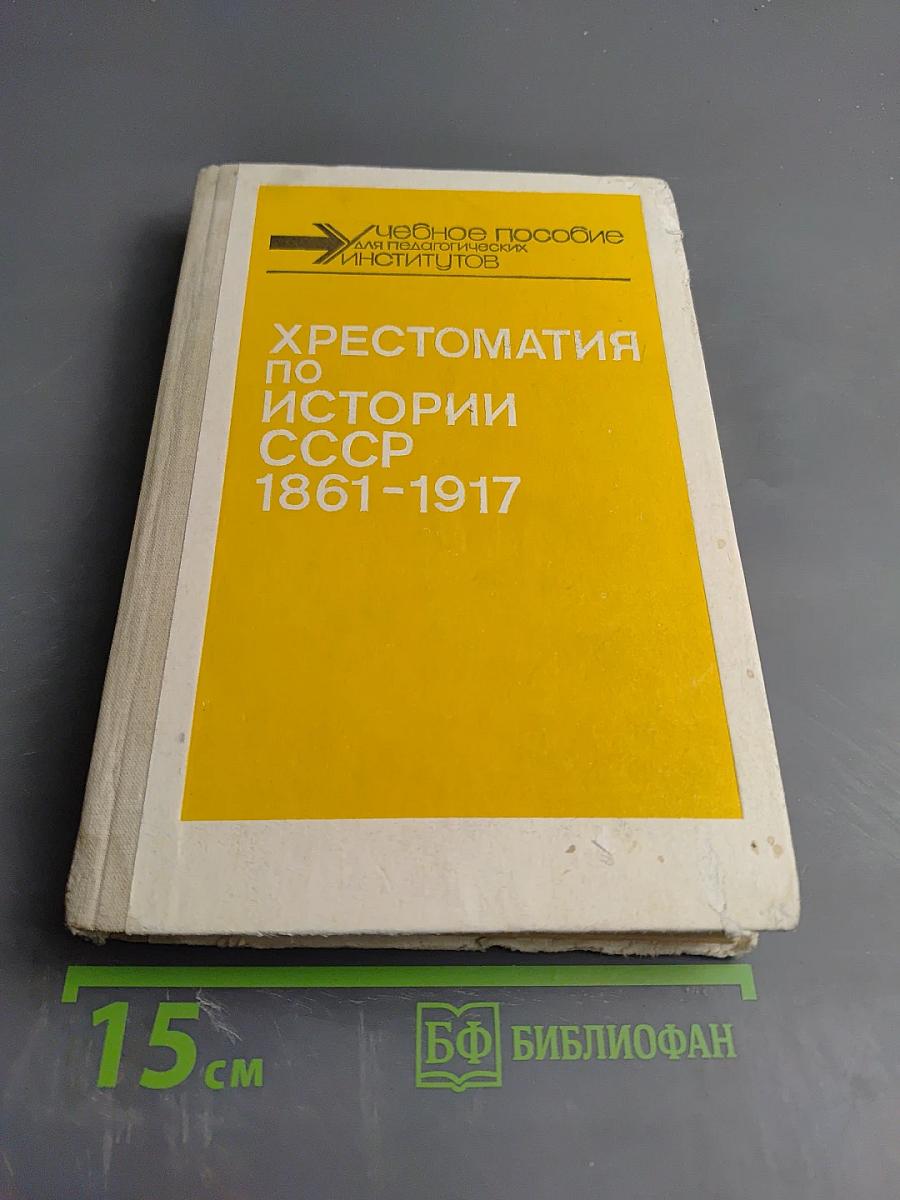 Учебное пособие
для педагогических
институтов
ХРЕСТОМАТИЯ
ПО
ИСТОРИИ
СССР
1861-1917
15 см
БФ БИБЛИОФАН